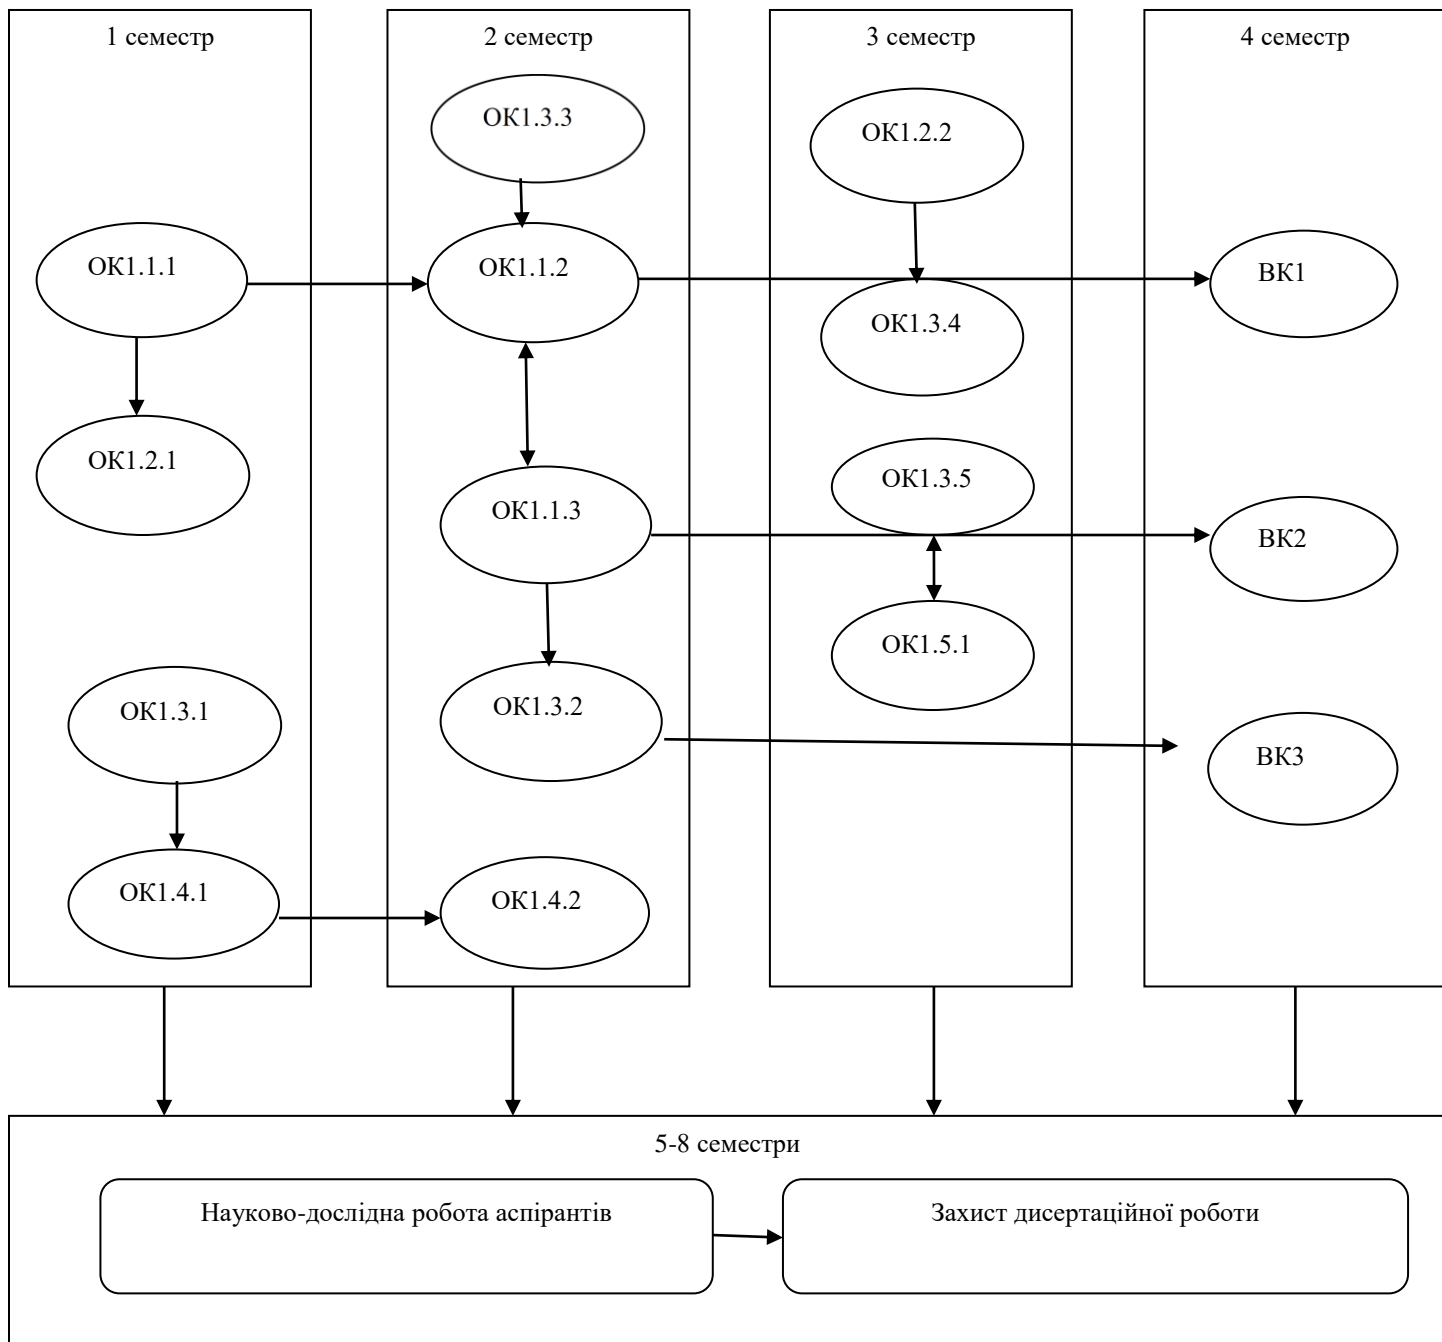 1 семестр
ОК1.1.1
ОК1.2.1
ОК1.3.1
ОК1.4.1
2 семестр
ОК1.3.3
ОК1.1.2
ОК1.1.3
ОК1.3.2
ОК1.4.2
3 семестр
ОК1.2.2
ОК1.3.4
ОК1.3.5
ОК1.5.1
4 семестр
ВК1
ВК2
ВК3
5-8 семестри
Науково-дослідна робота аспірантів
Захист дисертаційної роботи